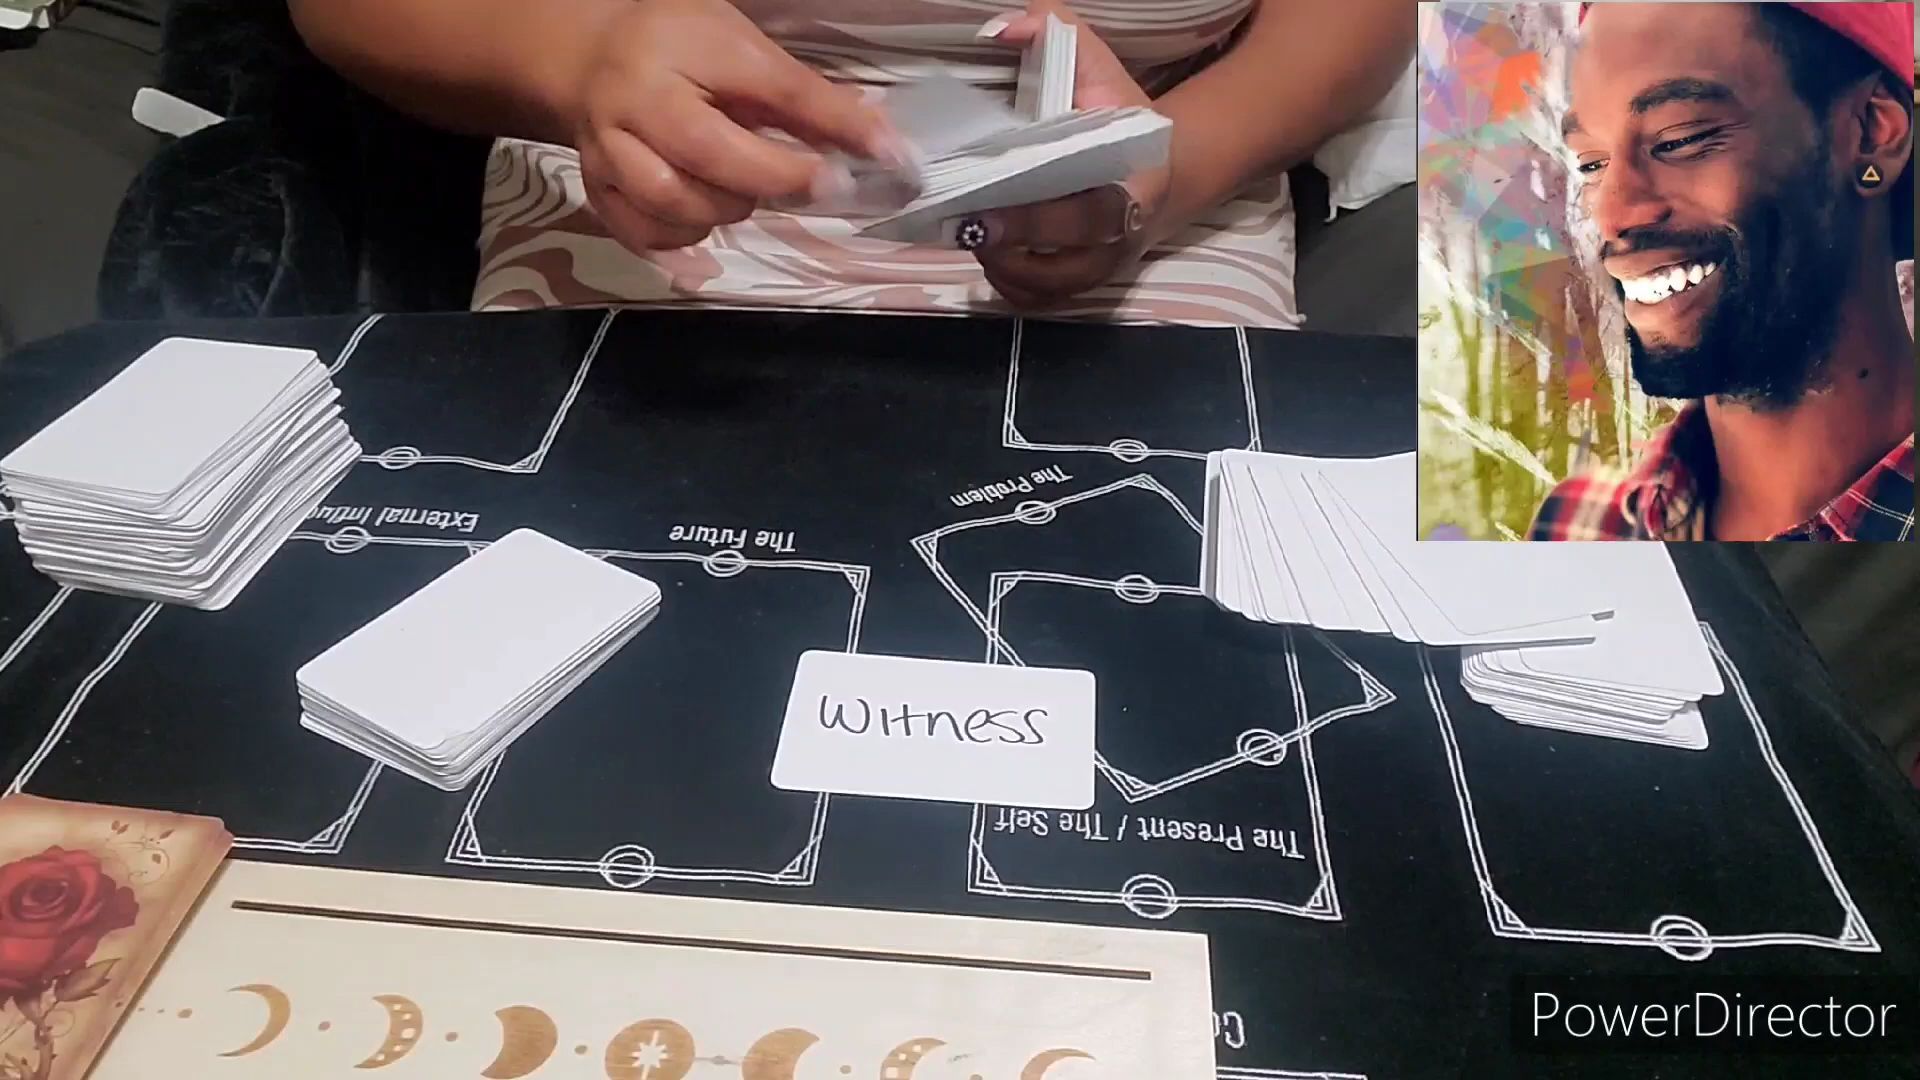 The Problem
External Influ
The Future
Witness
The Present / The Self
PowerDirector